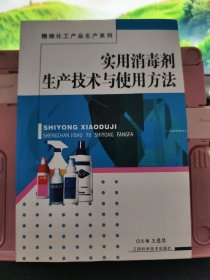 精细化工产品生产系列
实用消毒剂
生产技术与使用方法
SHIYONG XIAODUJI
SHENGCHAN JISHU YU SHIYONG FANGFA
主编
江西科学技术出版社